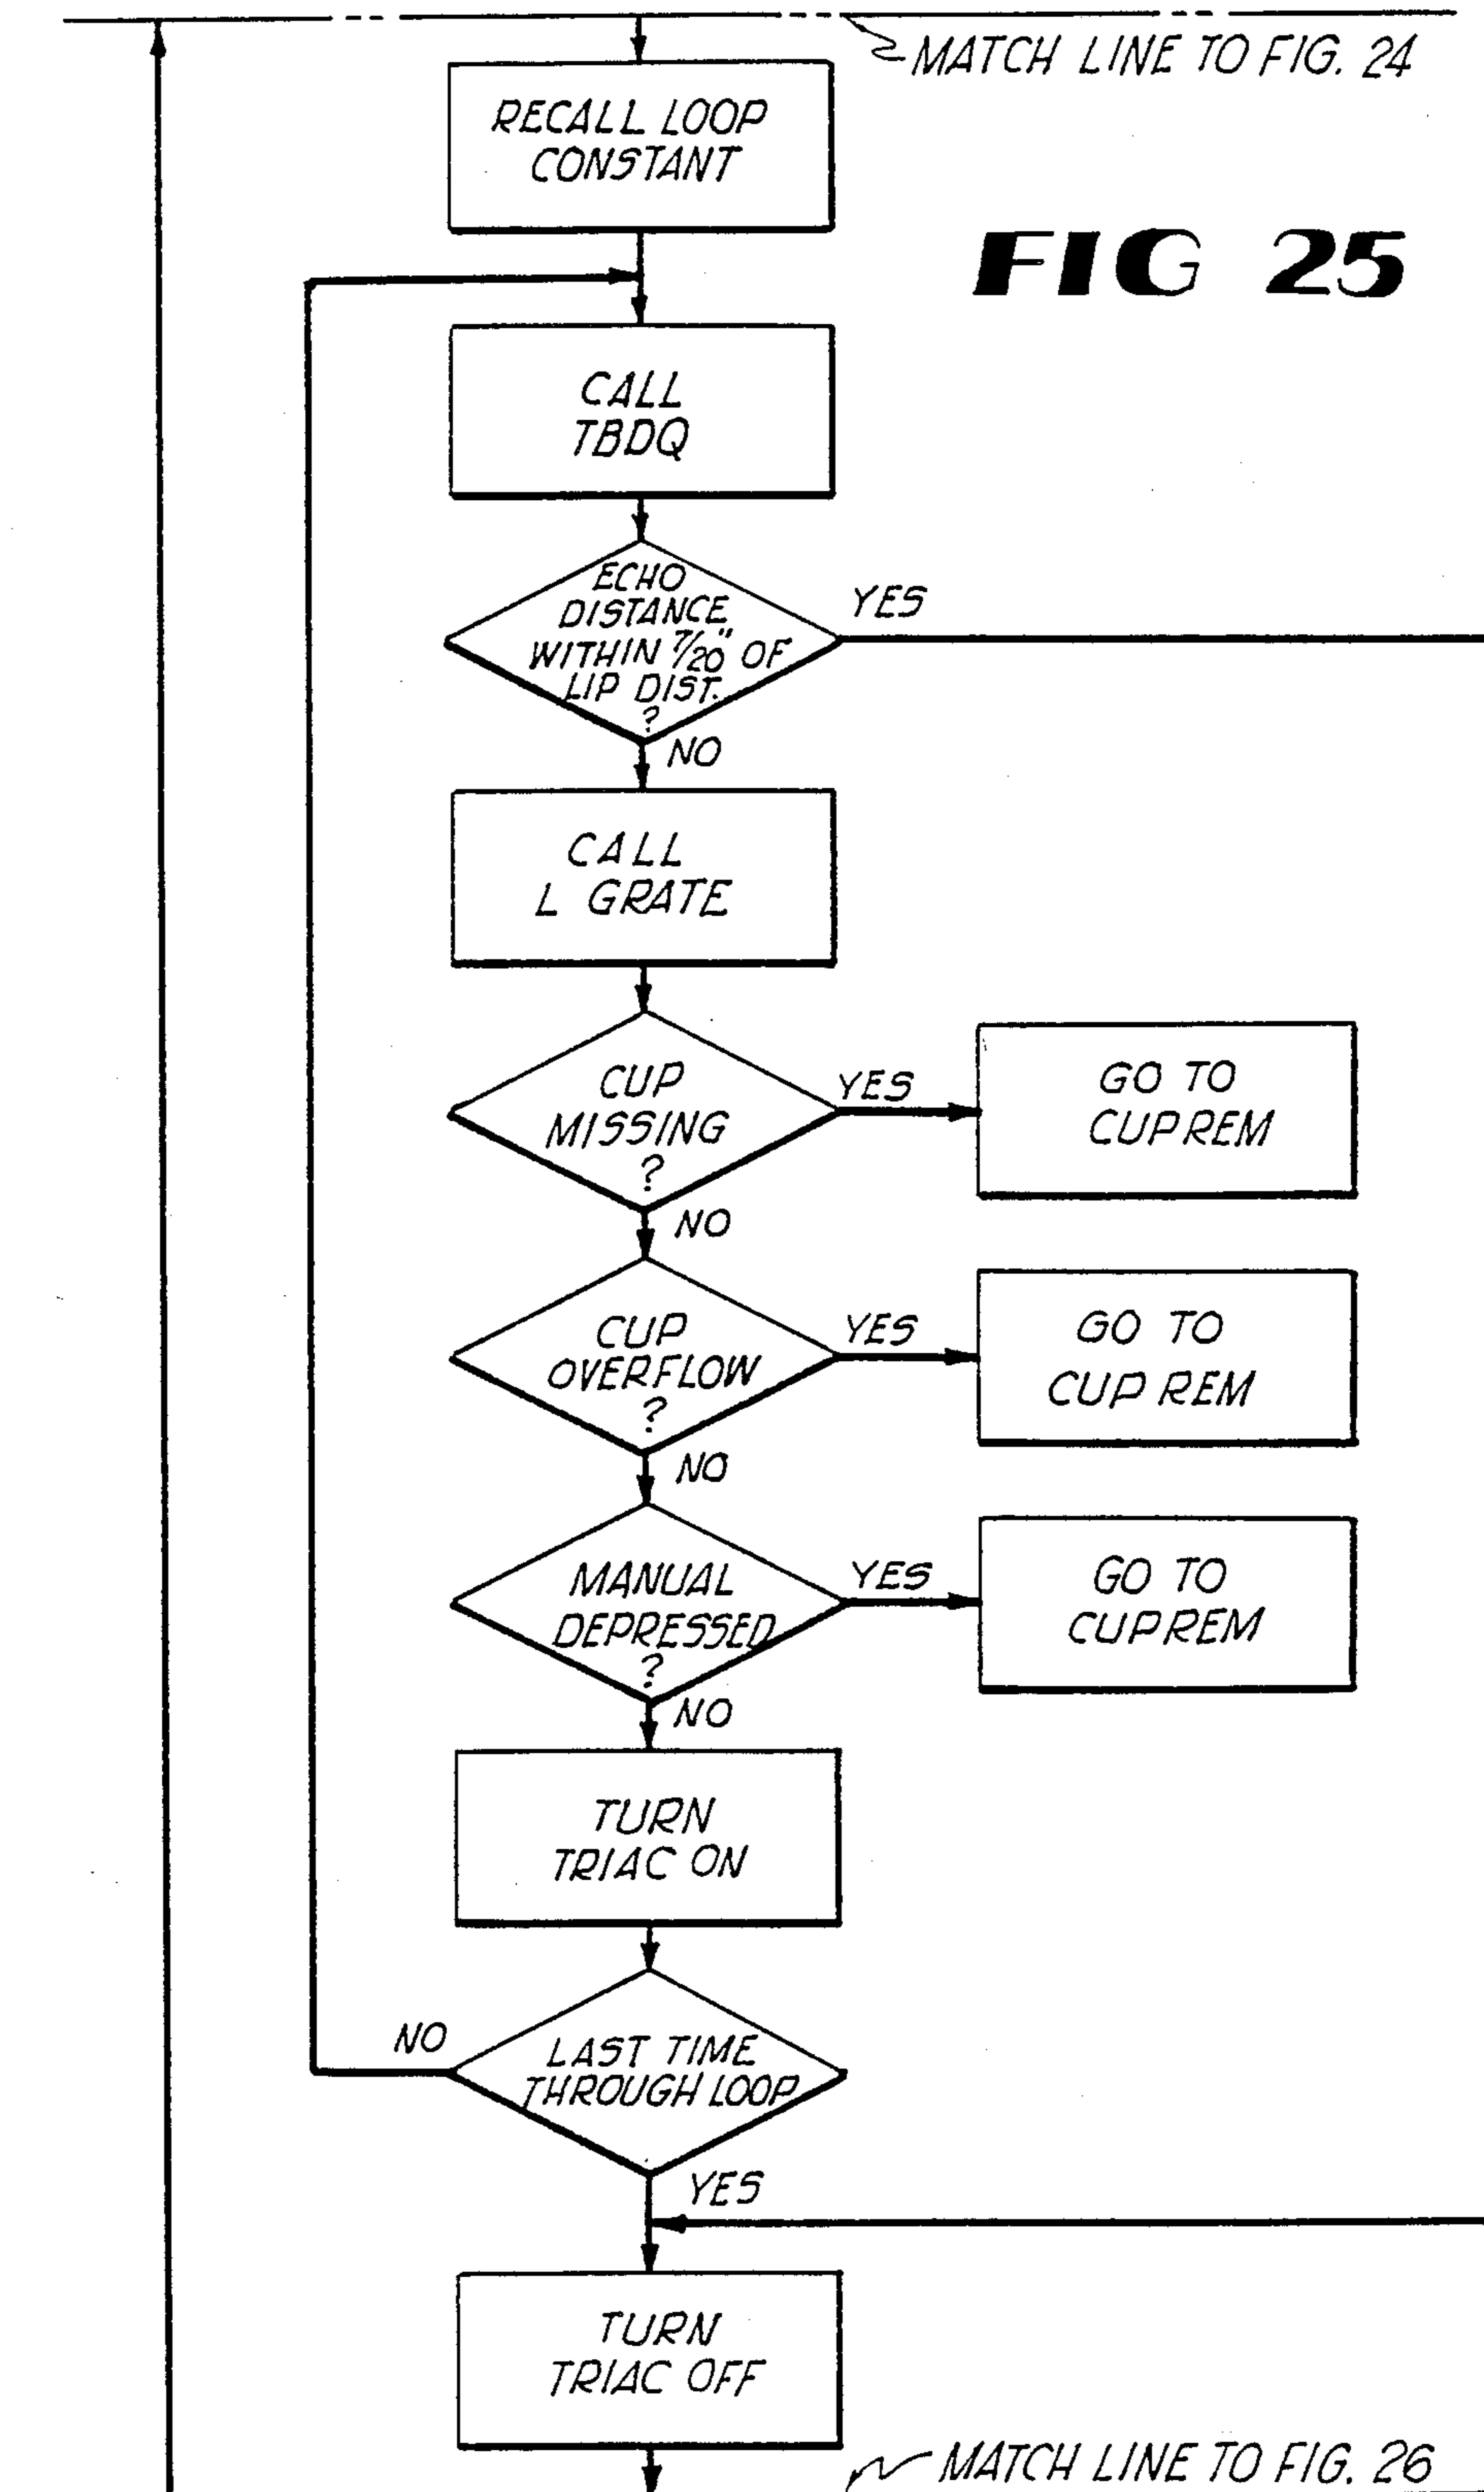 MATCH LINE TO FIG. 24
RECALL LOOP
CONSTANT
FIG 25
CALL
TBDQ
ECHO
DISTANCE
WITHIN 7/20" OF
LIP DIST.
?
YES
NO
CALL
L GRATE
CUP
MISSING
?
YES
GO TO
CUPREM
NO
CUP
OVERFLOW
?
YES
GO TO
CUP REM
NO
MANUAL
DEPRESSED
?
YES
GO TO
CUPREM
NO
TURN
TRIAC ON
NO
LAST TIME
THROUGH LOOP
YES
TURN
TRIAC OFF
MATCH LINE TO FIG. 26